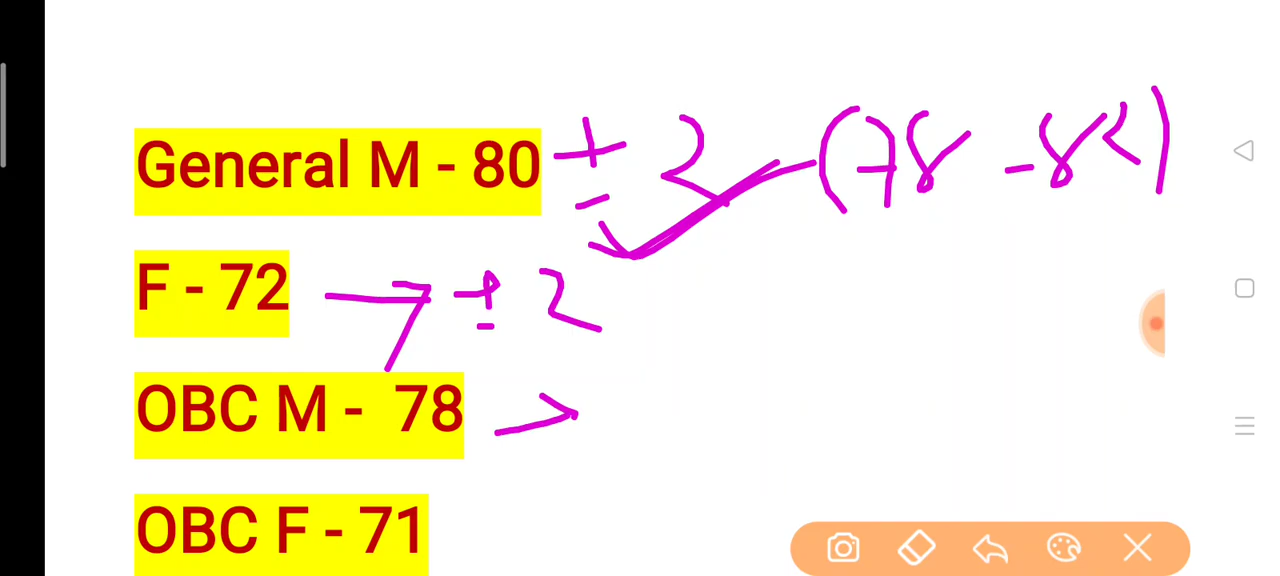 General M - 80 ± 2 (78 - 82)
F - 72 7 ± 2
OBC M - 78
OBC F - 71